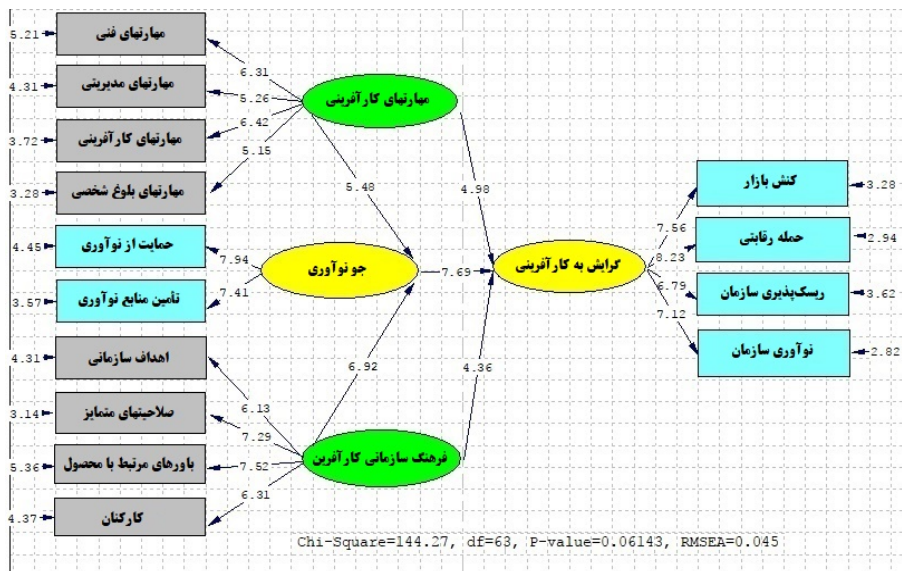 مهارتهای فنی
5.21
6.31
مهارتهای مدیریتی
4.31
5.26
مهارتهای کارآفرینی
مهارتهای کارآفرینی
3.72
6.42
مهارتهای بلوغ شخصی
3.28
5.15
5.48
4.98
کنش بازار
3.28
7.56
حمایت از نوآوری
4.45
7.94
جو نوآوری
7.69
گرایش به کارآفرینی
حمله رقابتی
2.94
8.23
تأمین منابع نوآوری
3.57
7.41
ریسک‌پذیری سازمان
3.62
6.79
نوآوری سازمان
2.82
7.12
اهداف سازمانی
4.31
6.13
6.92
4.36
صلاحیتهای متمایز
3.14
7.29
فرهنگ سازمانی کارآفرین
باورهای مرتبط با محصول
5.36
7.52
کارکنان
4.37
6.31
Chi-Square=144.27, df=63, P-value=0.06143, RMSEA=0.045